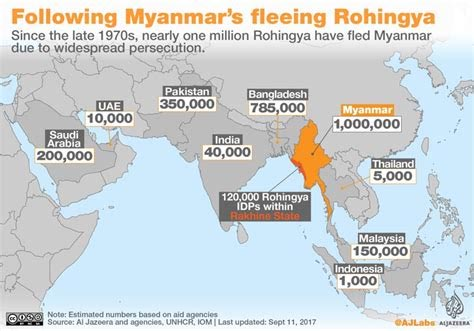 Following Myanmar's fleeing Rohingya
Since the late 1970s, nearly one million Rohingya have fled Myanmar
due to widespread persecution.
Pakistan
350,000
Bangladesh
785,000
UAE
10,000
Myanmar
1,000,000
Saudi
Arabia
200,000
India
40,000
Thailand
5,000
120,000 Rohingya
IDPs within
Rakhine State
Malaysia
150,000
Indonesia
1,000
Note: Estimated numbers based on aid agencies
Source: Al Jazeera and agencies, UNHCR, IOM | Last updated: Sept 11, 2017
@AJLabs
ALJAZEERA